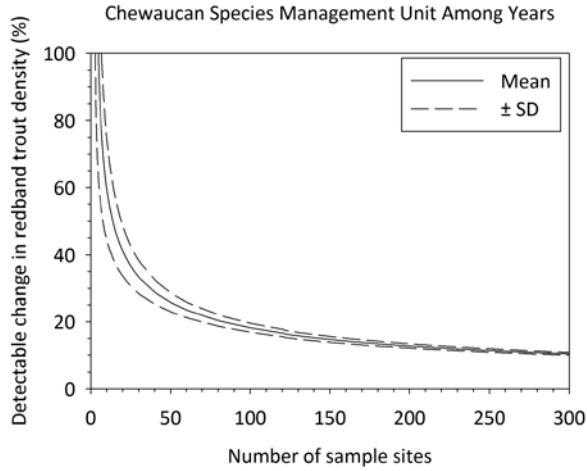 Chewaucan Species Management Unit Among Years
Detectable change in redband trout density (%)
100
80
60
40
20
0
Mean
± SD
0 50 100 150 200 250 300
Number of sample sites